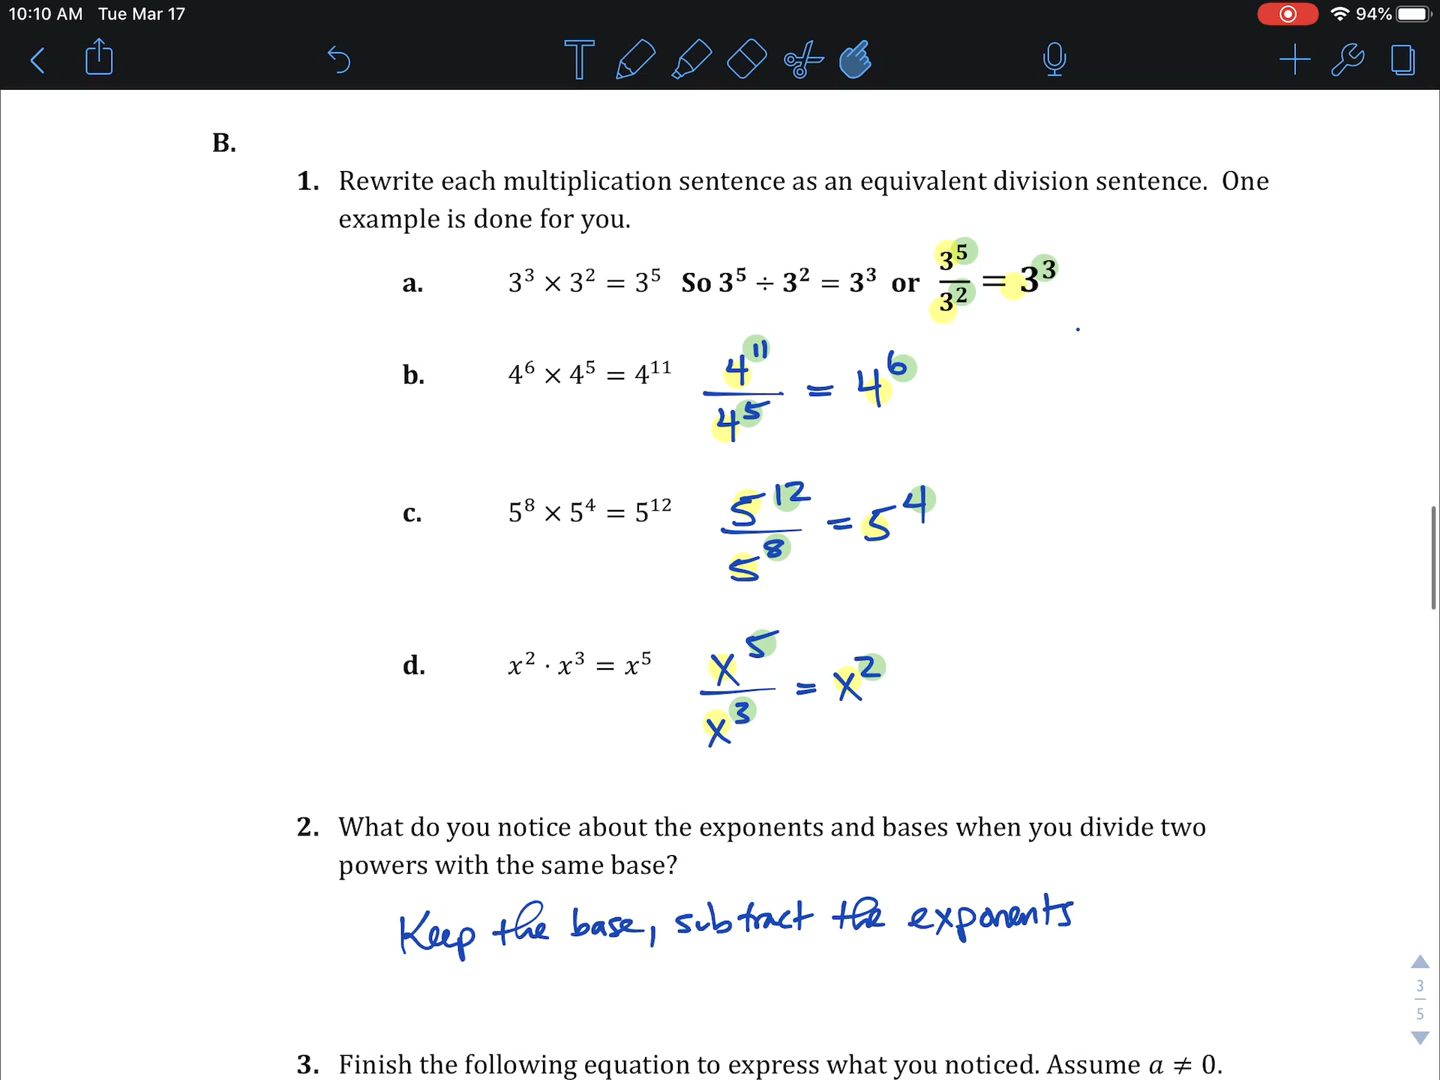 10:10 AM Tue Mar 17 94%
B.
1. Rewrite each multiplication sentence as an equivalent division sentence. One
example is done for you.
a. 3³ × 3² = 3⁵ So 3⁵ ÷ 3² = 3³ or 3⁵/3² = 3³
b. 4⁶ × 4⁵ = 4¹¹ 4¹¹/4⁵ = 4⁶
c. 5⁸ × 5⁴ = 5¹² 5¹²/5⁸ = 5⁴
d. x² · x³ = x⁵ x⁵/x³ = x²
2. What do you notice about the exponents and bases when you divide two
powers with the same base?
Keep the base, subtract the exponents
3
5
3. Finish the following equation to express what you noticed. Assume a ≠ 0.